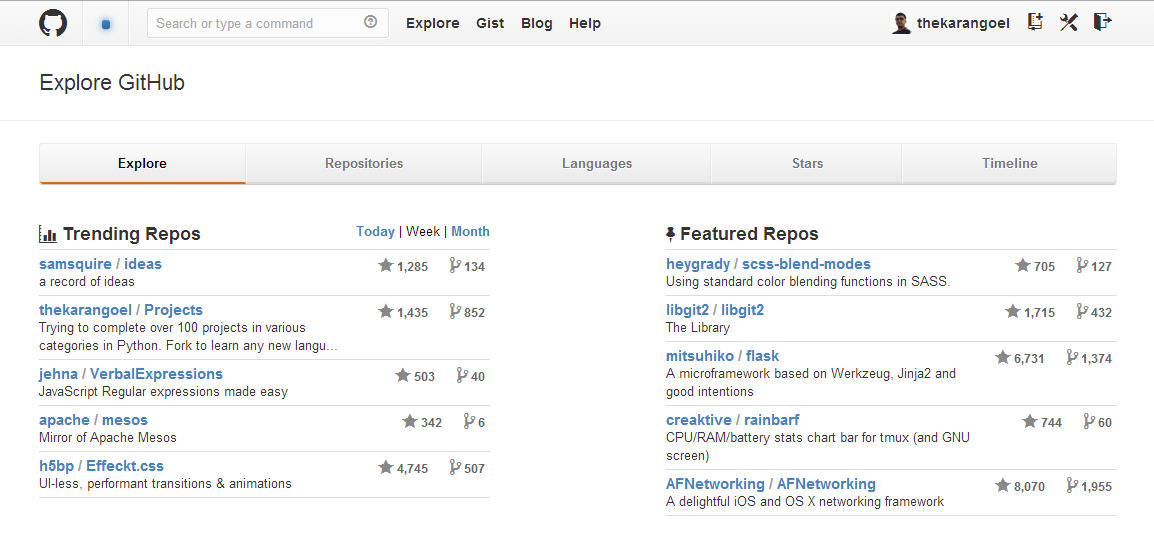 Search or type a command
Explore Gist Blog Help
thekarangoel
Explore GitHub
Explore Repositories Languages Stars Timeline
Trending Repos Today | Week | Month
samsquire / ideas 1,285 134
a record of ideas
thekarangoel / Projects 1,435 852
Trying to complete over 100 projects in various
categories in Python. Fork to learn any new langu...
jehna / VerbalExpressions 503 40
JavaScript Regular expressions made easy
apache / mesos 342 6
Mirror of Apache Mesos
h5bp / Effeckt.css 4,745 507
UI-less, performant transitions & animations
Featured Repos
heygrady / scss-blend-modes 705 127
Using standard color blending functions in SASS.
libgit2 / libgit2 1,715 432
The Library
mitsuhiko / flask 6,731 1,374
A microframework based on Werkzeug, Jinja2 and
good intentions
creaktive / rainbarf 744 60
CPU/RAM/battery stats chart bar for tmux (and GNU
screen)
AFNetworking / AFNetworking 8,070 1,955
A delightful iOS and OS X networking framework